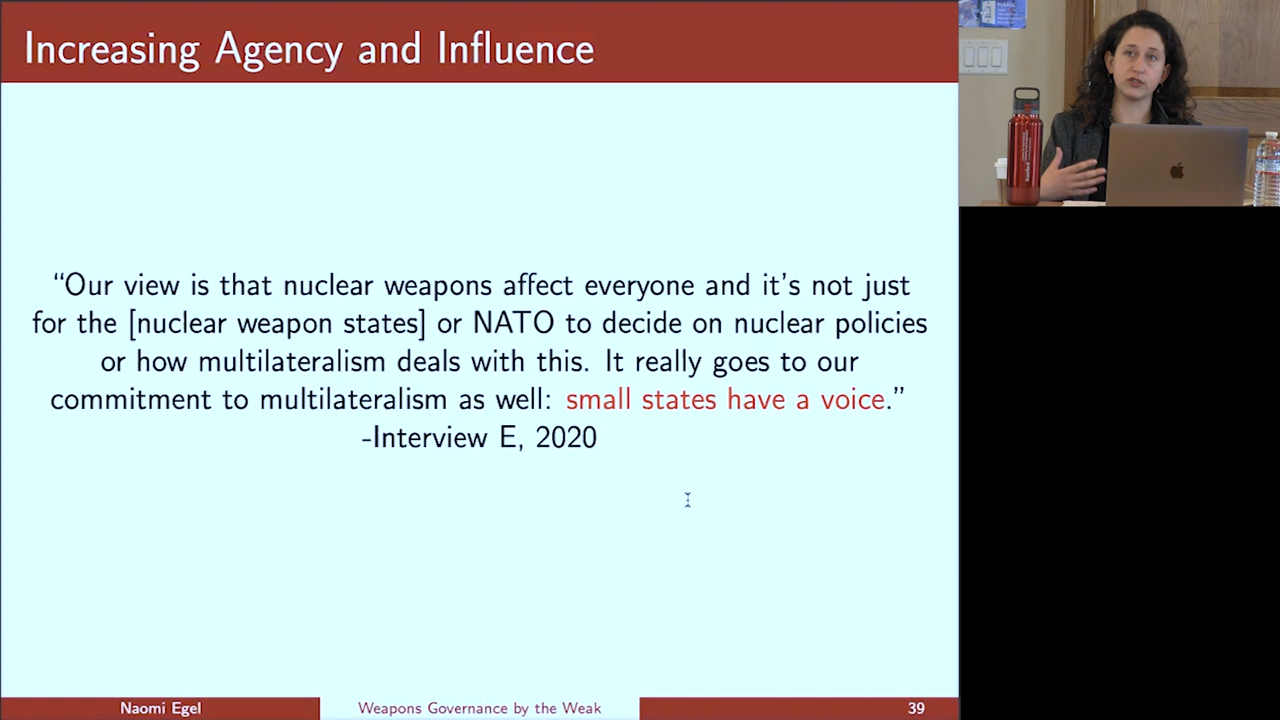 Increasing Agency and Influence
“Our view is that nuclear weapons affect everyone and it’s not just
for the [nuclear weapon states] or NATO to decide on nuclear policies
or how multilateralism deals with this. It really goes to our
commitment to multilateralism as well: small states have a voice.”
-Interview E, 2020
Naomi Egel
Weapons Governance by the Weak
39
PLEASE
Stanford